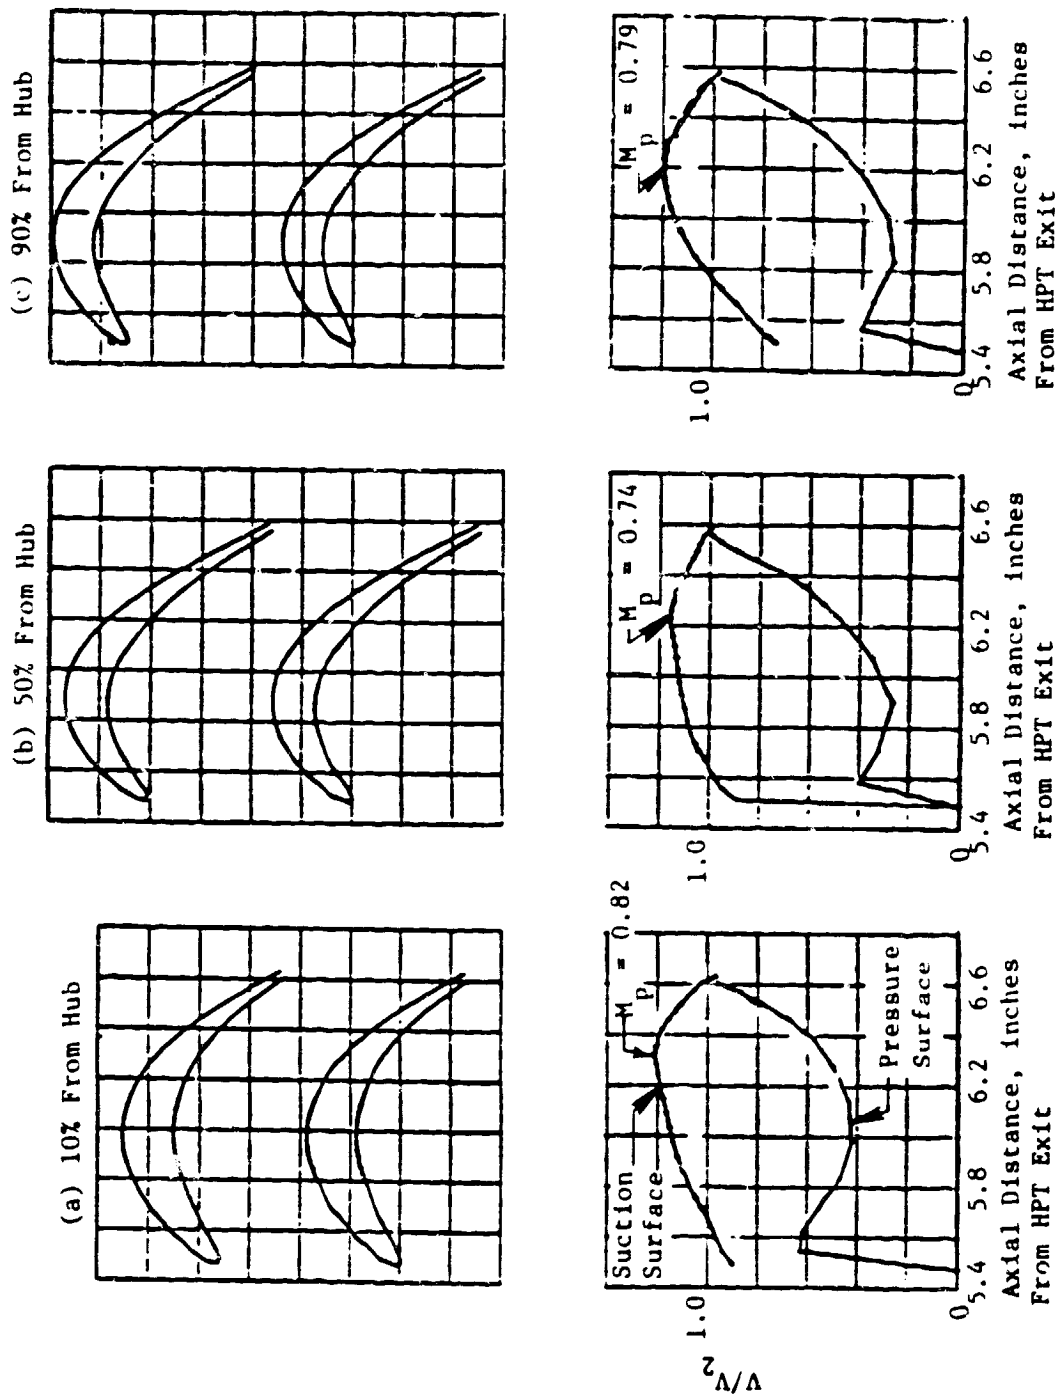 (a) 10% From Hub
(b) 50% From Hub
(c) 90% From Hub
V/V2
1.0
0
Suction
Surface
Mp = 0.82
Pressure
Surface
5.4 5.8 6.2 6.6
Axial Distance, inches
From HPT Exit
1.0
0
Mp = 0.74
5.4 5.8 6.2 6.6
Axial Distance, inches
From HPT Exit
1.0
0
Mp = 0.79
5.4 5.8 6.2 6.6
Axial Distance, inches
From HPT Exit